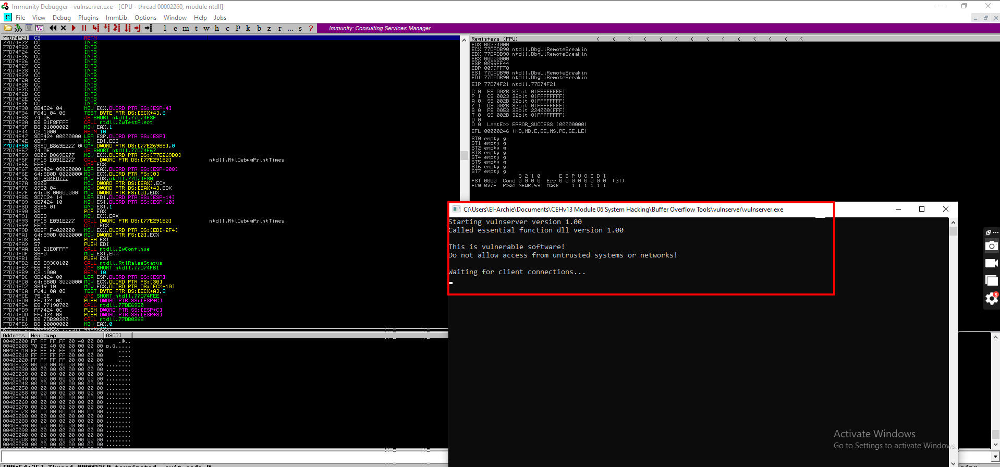 Immunity Debugger - vulnserver.exe - [CPU - thread 00002260, module ntdll]
C File View Debug Plugins ImmLib Options Window Help Jobs
l e m t w h c P k b z r ... s ? Immunity: Consulting Services Manager
77D74F21 C3 RETN
77D74F22 CC INT3
77D74F23 CC INT3
77D74F24 CC INT3
77D74F25 CC INT3
77D74F26 CC INT3
77D74F27 CC INT3
77D74F28 CC INT3
77D74F29 CC INT3
77D74F2A CC INT3
77D74F2B CC INT3
77D74F2C CC INT3
77D74F2D CC INT3
77D74F2E CC INT3
77D74F2F CC INT3
77D74F30 8B4C24 04 MOV ECX,DWORD PTR SS:[ESP+4]
77D74F34 F641 04 06 TEST BYTE PTR DS:[ECX+4],6
77D74F38 74 05 JE SHORT ntdll.77D74F3F
77D74F3A E8 81F8FFFF CALL ntdll.ZwTestAlert
77D74F3F B8 01000000 MOV EAX,1
77D74F44 C2 1000 RETN 10
77D74F47 8DA424 00000000 LEA ESP,DWORD PTR SS:[ESP]
77D74F4E 8BFF MOV EDI,EDI
77D74F50 833D B869E277 0 CMP DWORD PTR DS:[77E269B8],0
77D74F57 74 0E JE SHORT ntdll.77D74F67
77D74F59 8B0D B869E277 MOV ECX,DWORD PTR DS:[77E269B8]
77D74F5F FF15 E091E277 CALL DWORD PTR DS:[77E291E0] ntdll.RtlDebugPrintTimes
77D74F65 FFE1 JMP ECX
77D74F67 8D8424 08030000 LEA EAX,DWORD PTR SS:[ESP+308]
77D74F6E 64:8B0D 0000000 MOV ECX,DWORD PTR FS:[0]
77D74F75 BA 304FD777 MOV EDX,ntdll.77D74F30
77D74F7A 8908 MOV DWORD PTR DS:[EAX],ECX
77D74F7C 8950 04 MOV DWORD PTR DS:[EAX+4],EDX
77D74F7F 64:A3 00000000 MOV DWORD PTR FS:[0],EAX
77D74F85 8D7C24 14 LEA EDI,DWORD PTR SS:[ESP+14]
77D74F89 8B7424 10 MOV ESI,DWORD PTR SS:[ESP+10]
77D74F8D 83E6 01 AND ESI,1
77D74F90 58 POP EAX
77D74F91 8BC8 MOV ECX,EAX
77D74F93 FF15 E091E277 CALL DWORD PTR DS:[77E291E0] ntdll.RtlDebugPrintTimes
77D74F99 FFD1 CALL ECX
77D74F9B 8B8F F4020000 MOV ECX,DWORD PTR DS:[EDI+2F4]
77D74FA1 64:890D 0000000 MOV DWORD PTR FS:[0],ECX
77D74FA8 56 PUSH ESI
77D74FA9 57 PUSH EDI
77D74FAA E8 21E0FFFF CALL ntdll.ZwContinue
77D74FAF 8BF0 MOV ESI,EAX
77D74FB1 56 PUSH ESI
77D74FB2 E8 D93C0100 CALL ntdll.RtlRaiseStatus
77D74FB7 ^EB F8 JMP SHORT ntdll.77D74FB1
77D74FB9 C2 1000 RETN 10
77D74FBC 8D6424 00 LEA ESP,DWORD PTR SS:[ESP]
77D74FC0 64:8B0D 3000000 MOV ECX,DWORD PTR FS:[30]
77D74FC7 8B49 10 MOV ECX,DWORD PTR DS:[ECX+10]
77D74FCA F641 0A 08 TEST BYTE PTR DS:[ECX+A],8
77D74FCE 75 1E JNZ SHORT ntdll.77D74FEE
77D74FD0 FF7424 0C PUSH DWORD PTR SS:[ESP+C]
77D74FD4 E8 77190700 CALL ntdll.77DE6950
77D74FD9 FF7424 0C PUSH DWORD PTR SS:[ESP+C]
77D74FDD FF7424 08 PUSH DWORD PTR SS:[ESP+8]
77D74FE1 E8 7DB30300 CALL ntdll.77DB0363
77D74FE6 B8 00000000 MOV EAX,0
Registers (FPU) < < < < < < < < < < < < < <
EAX 00224000
ECX 77DADB90 ntdll.DbgUiRemoteBreakin
EDX 77DADB90 ntdll.DbgUiRemoteBreakin
EBX 00000000
ESP 0099FF44
EBP 0099FF70
ESI 77DADB90 ntdll.DbgUiRemoteBreakin
EDI 77DADB90 ntdll.DbgUiRemoteBreakin
EIP 77D74F21 ntdll.77D74F21
C 0 ES 002B 32bit 0(FFFFFFFF)
P 1 CS 0023 32bit 0(FFFFFFFF)
A 0 SS 002B 32bit 0(FFFFFFFF)
Z 1 DS 002B 32bit 0(FFFFFFFF)
S 0 FS 0053 32bit 224000(FFF)
T 0 GS 002B 32bit 0(FFFFFFFF)
D 0
O 0 LastErr ERROR_SUCCESS (00000000)
EFL 00000246 (NO,NB,E,BE,NS,PE,GE,LE)
ST0 empty g
ST1 empty g
ST2 empty g
ST3 empty g
ST4 empty g
ST5 empty g
ST6 empty g
ST7 empty g
3 2 1 0 E S P U O Z D I
FST 0000 Cond 0 0 0 0 Err 0 0 0 0 0 0 0 0 (GT)
FCW 027F Prec NEAR,53 Mask 1 1 1 1 1 1
C:\Users\El-Archie\Documents\CEHv13 Module 06 System Hacking\Buffer Overflow Tools\vulnserver\vulnserver.exe
Starting vulnserver version 1.00
Called essential function dll version 1.00
This is vulnerable software!
Do not allow access from untrusted systems or networks!
Waiting for client connections...
Address Hex dump ASCII
00403000 FF FF FF FF 00 40 00 00 .@..
00403008 70 2E 40 00 00 00 00 00 p.@.....
00403010 FF FF FF FF 00 00 00 00 ....
00403018 FF FF FF FF 00 00 00 00 ....
00403020 FF FF FF FF 00 00 00 00 ....
00403028 00 00 00 00 00 00 00 00 ........
00403030 00 00 00 00 00 00 00 00 ........
00403038 00 00 00 00 00 00 00 00 ........
00403040 00 00 00 00 00 00 00 00 ........
00403048 00 00 00 00 00 00 00 00 ........
00403050 00 00 00 00 00 00 00 00 ........
00403058 00 00 00 00 00 00 00 00 ........
00403060 00 00 00 00 00 00 00 00 ........
00403068 00 00 00 00 00 00 00 00 ........
00403070 00 00 00 00 00 00 00 00 ........
00403078 00 00 00 00 00 00 00 00 ........
00403080 00 00 00 00 00 00 00 00 ........
00403088 00 00 00 00 00 00 00 00 ........
00403090 00 00 00 00 00 00 00 00 ........
00403098 00 00 00 00 00 00 00 00 ........
004030A0 00 00 00 00 00 00 00 00 ........
004030A8 00 00 00 00 00 00 00 00 ........
004030B0 00 00 00 00 00 00 00 00 ........
5
Activate Windows
Go to Settings to activate Windows.